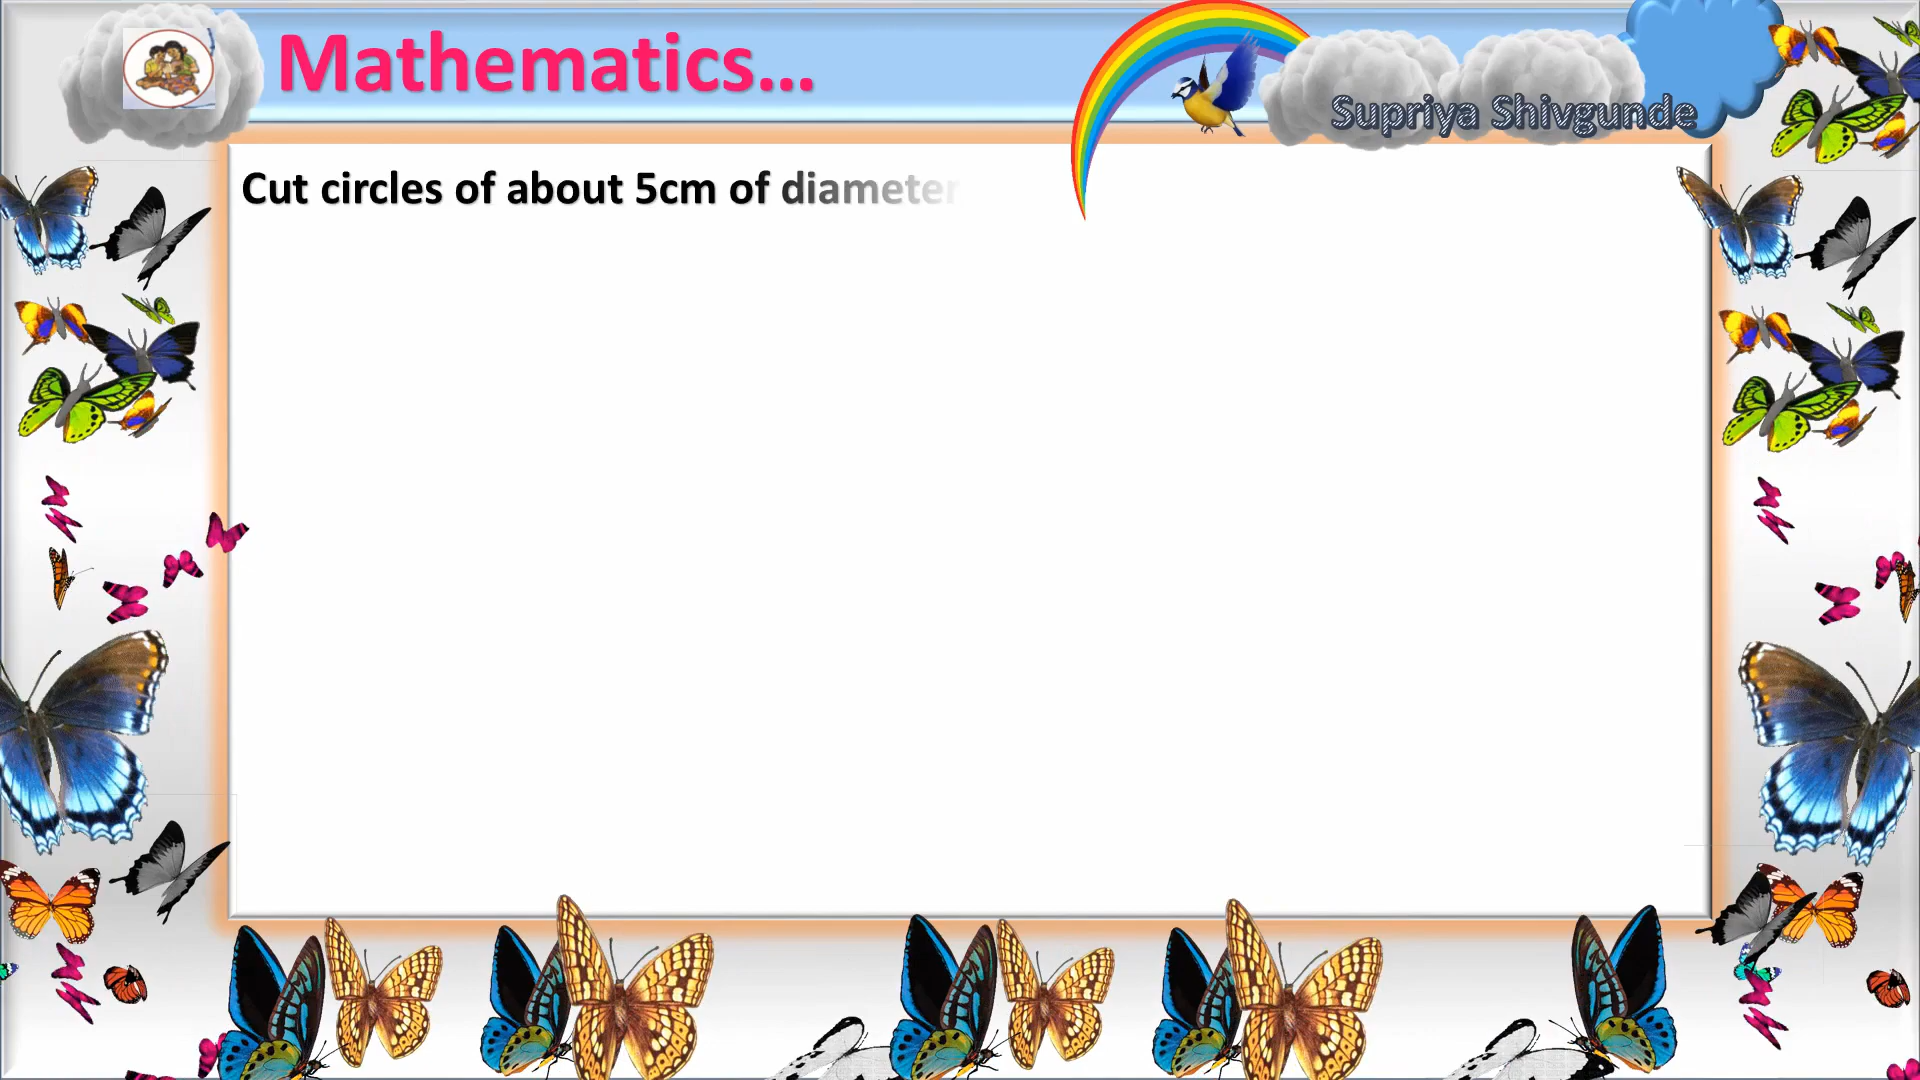 Mathematics...
Supriya Shivgunde
Cut circles of about 5cm of diameter